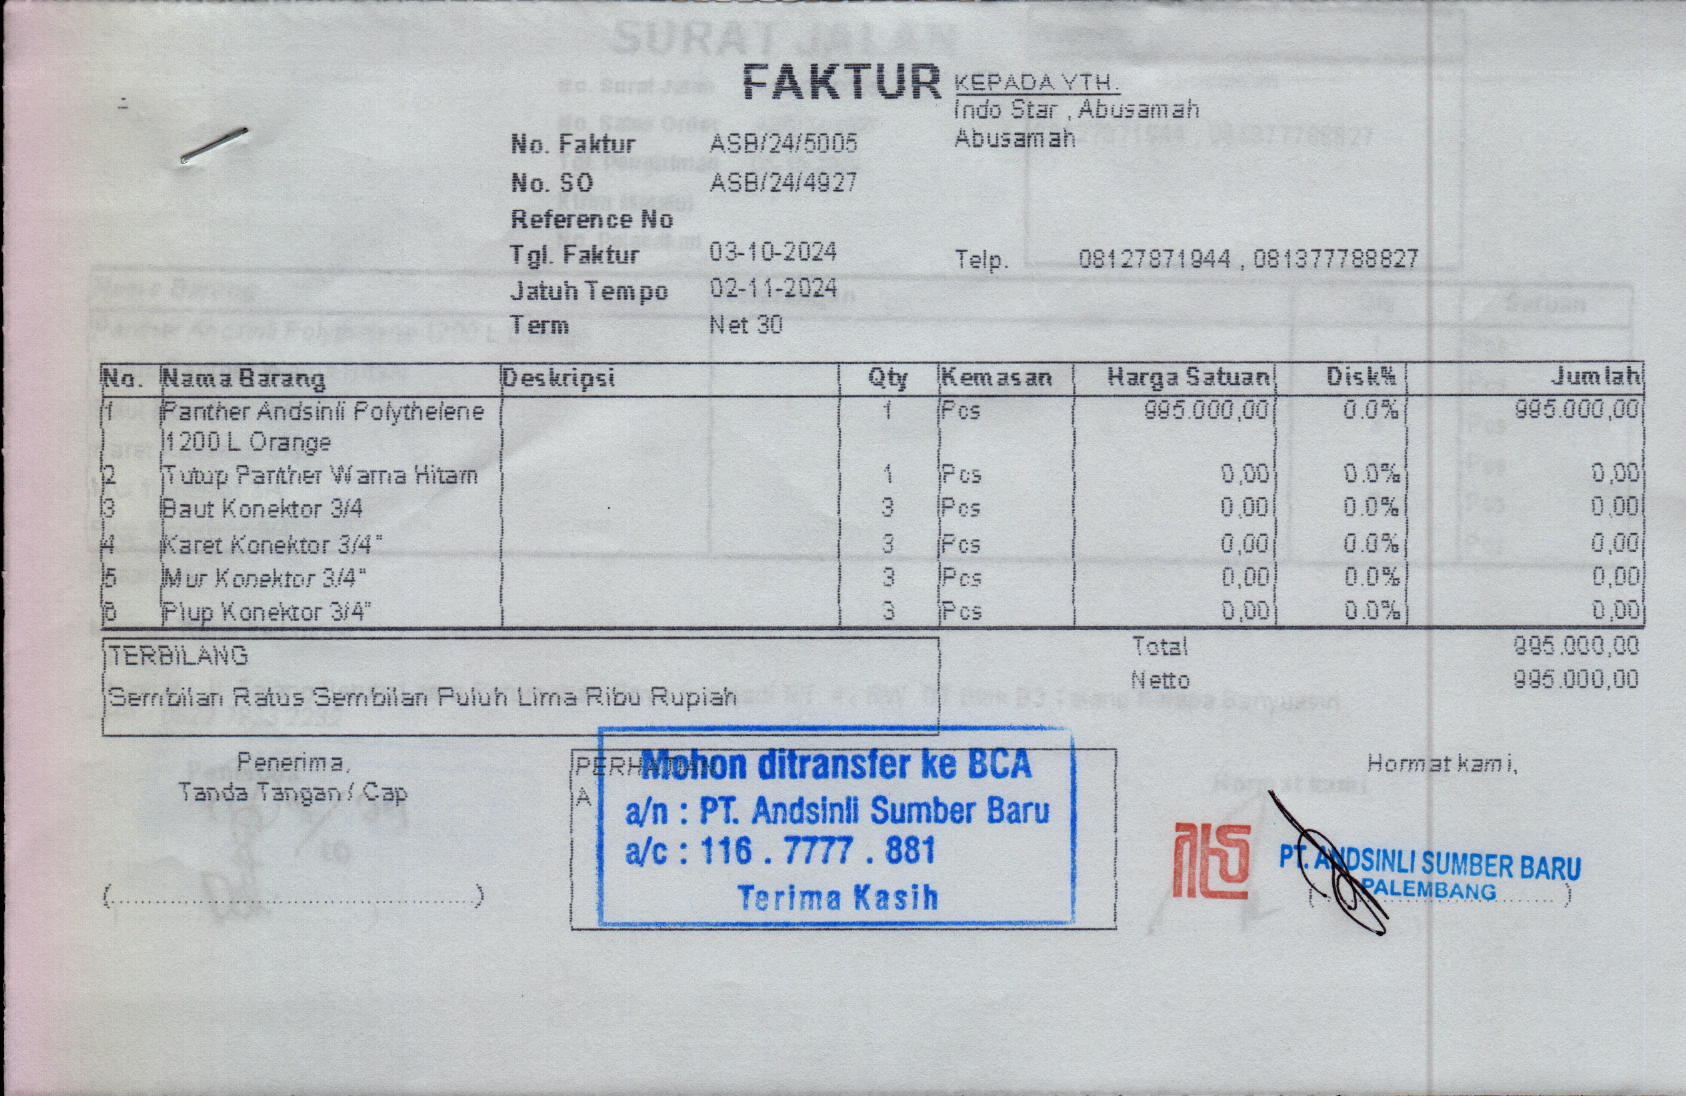 FAKTUR
KEPADA YTH.
Indo Star , Abusamah
Abusamah
No. Faktur ASB/24/5005
No. SO ASB/24/4927
Reference No
Tgl. Faktur 03-10-2024
Telp. 08127871944 , 081377788827
Jatuh Tempo 02-11-2024
Term Net 30
No. Nama Barang Deskripsi Qty Kemasan Harga Satuan Disk% Jumlah
1 Panther Andsinli Polythelene 1 Pcs 995.000,00 0.0% 995.000,00
1200 L Orange
2 Tutup Panther Warna Hitam 1 Pcs 0,00 0.0% 0,00
3 Baut Konektor 3/4 3 Pcs 0,00 0.0% 0,00
4 Karet Konektor 3/4" 3 Pcs 0,00 0.0% 0,00
5 Mur Konektor 3/4" 3 Pcs 0,00 0.0% 0,00
6 Plup Konektor 3/4" 3 Pcs 0,00 0.0% 0,00
TERBILANG
Sembilan Ratus Sembilan Puluh Lima Ribu Rupiah
Total 995.000,00
Netto 995.000,00
Penerima,
Tanda Tangan / Cap
(................................................)
PERHATIAN
A
Mohon ditransfer ke BCA
a/n : PT. Andsinli Sumber Baru
a/c : 116 . 7777 . 881
Terima Kasih
Hormat kami,
PT. ANDSINLI SUMBER BARU
PALEMBANG
(................................)
SURAT JALAN